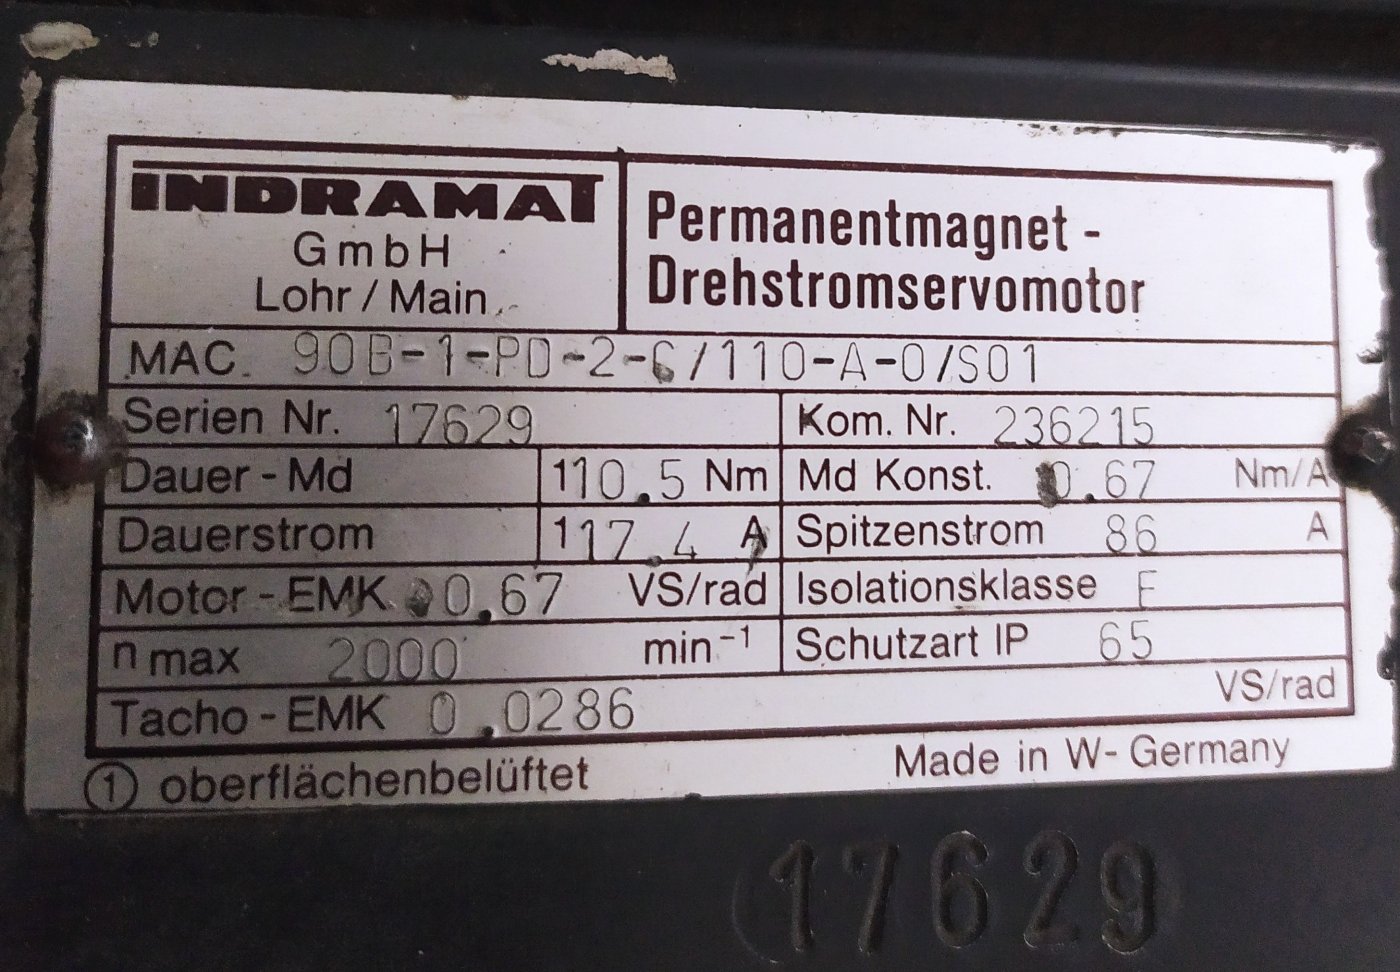 INDRAMAT
GmbH
Lohr / Main
Permanentmagnet-
Drehstromservomotor
MAC. 90B-1-PD-2-C/110-A-0/S01
Serien Nr. 17629 Kom. Nr. 236215
Dauer - Md 1 10.5 Nm Md Konst. 0.67 Nm/A
Dauerstrom 1 17.4 A Spitzenstrom 86 A
Motor - EMK 0.67 VS/rad Isolationsklasse F
n max 2000 min⁻¹ Schutzart IP 65
Tacho - EMK 0.0286 VS/rad
① oberflächenbelüftet Made in W- Germany
17629